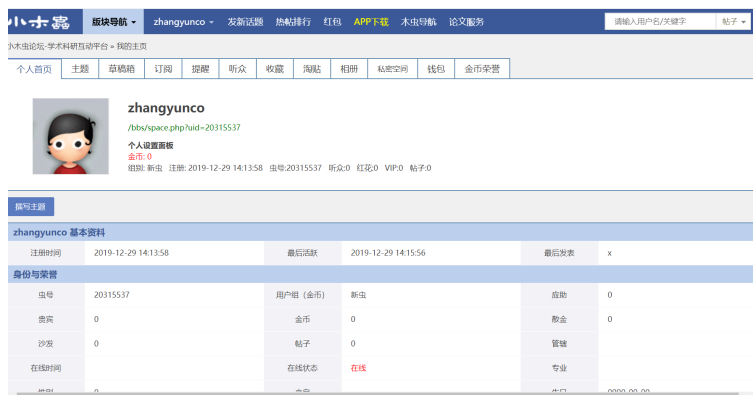 小木虫 版块导航 zhangyunco 发新话题 热帖排行 红包 APP下载 木虫导航 论文服务 请输入用户名/关键字 帖子
小木虫论坛-学术科研互动平台 » 我的主页
个人首页 主题 草稿箱 订阅 提醒 听众 收藏 淘贴 相册 私密空间 钱包 金币荣誉
zhangyunco
/bbs/space.php?uid=20315537
个人设置面板
金币: 0
组别: 新虫 注册: 2019-12-29 14:13:58 虫号:20315537 听众:0 红花:0 VIP:0 帖子:0
撰写主题
zhangyunco 基本资料
注册时间 2019-12-29 14:13:58 最后活跃 2019-12-29 14:15:56 最后发表 x
身份与荣誉
虫号 20315537 用户组（金币） 新虫 应助 0
贵宾 0 金币 0 散金 0
沙发 0 帖子 0 管辖
在线时间 在线状态 在线 专业